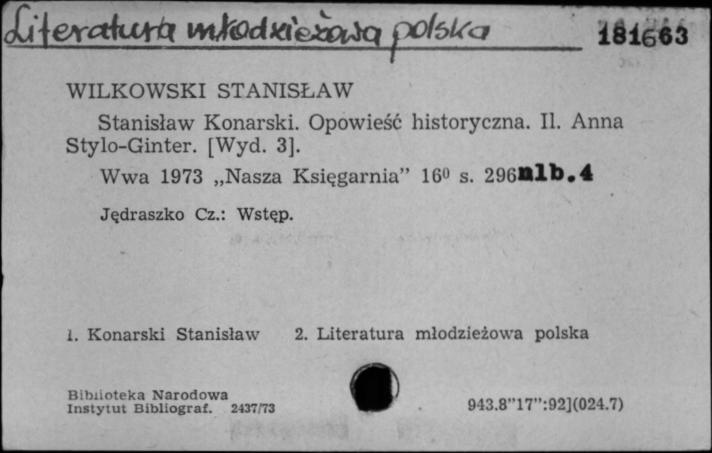 Literatura młodzieżowa polska 181663
WILKOWSKI STANISŁAW
Stanisław Konarski. Opowieść historyczna. Il. Anna
Stylo-Ginter. [Wyd. 3].
Wwa 1973 „Nasza Księgarnia” 16⁰ s. 296 nlb. 4
Jędraszko Cz.: Wstęp.
1. Konarski Stanisław 2. Literatura młodzieżowa polska
Biblioteka Narodowa
Instytut Bibliograf. 2437/73 943.8”17”:92](024.7)